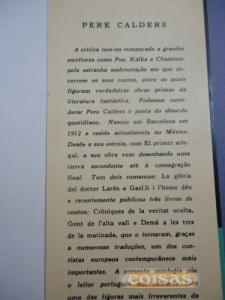 PERE CALDERS
A crítica tem-no comparado a grandes
escritores como Poe, Kafka e Chamisso,
pela estranha ambientação em que de-
correm os seus contos, entre os quais
figuram verdadeiras obras primas da
literatura fantástica. Podemos consi-
derar Pere Calders o poeta do absurdo
quotidiano. Nasceu em Barcelona em
1912 e reside actualmente no México.
Desde a sua estreia, com El primer arle-
quí, a sua obra vem desenhando uma
curva ascendente até à consagração
final. Tem dois romances: La glòria
del doctor Larén e Gaeli i l'home déu
e recentemente publicou três livros de
contos: Cròniques de la veritat oculta,
Gent de l'alta vall e Demà a les tres
de la matinada, que o tornaram, graças
a numerosas traduções, um dos con-
tistas europeus contemporâneos mais
importantes. A presente antologia põe
o leitor português
uma das figuras mais irreverentes da
coisas